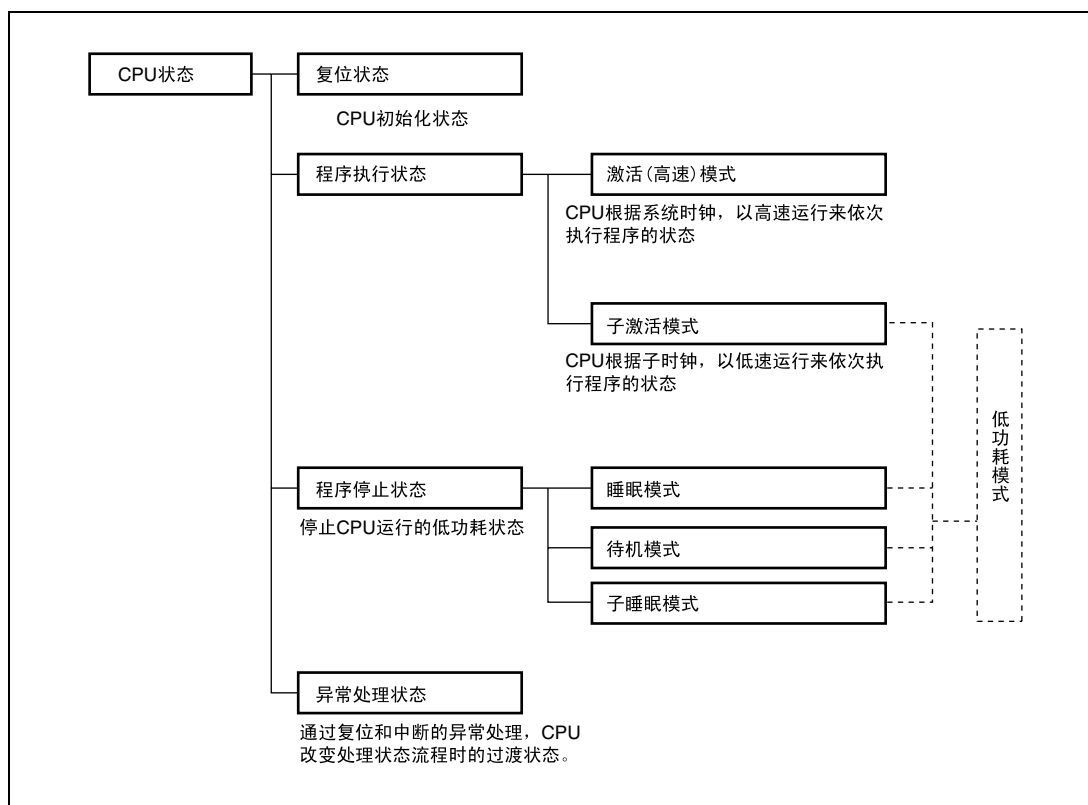 CPU状态
复位状态
CPU初始化状态
程序执行状态
激活(高速)模式
CPU根据系统时钟，以高速运行来依次
执行程序的状态
子激活模式
CPU根据子时钟，以低速运行来依次执
行程序的状态
低功耗模式
程序停止状态
停止CPU运行的低功耗状态
睡眠模式
待机模式
子睡眠模式
异常处理状态
通过复位和中断的异常处理，CPU
改变处理状态流程时的过渡状态。